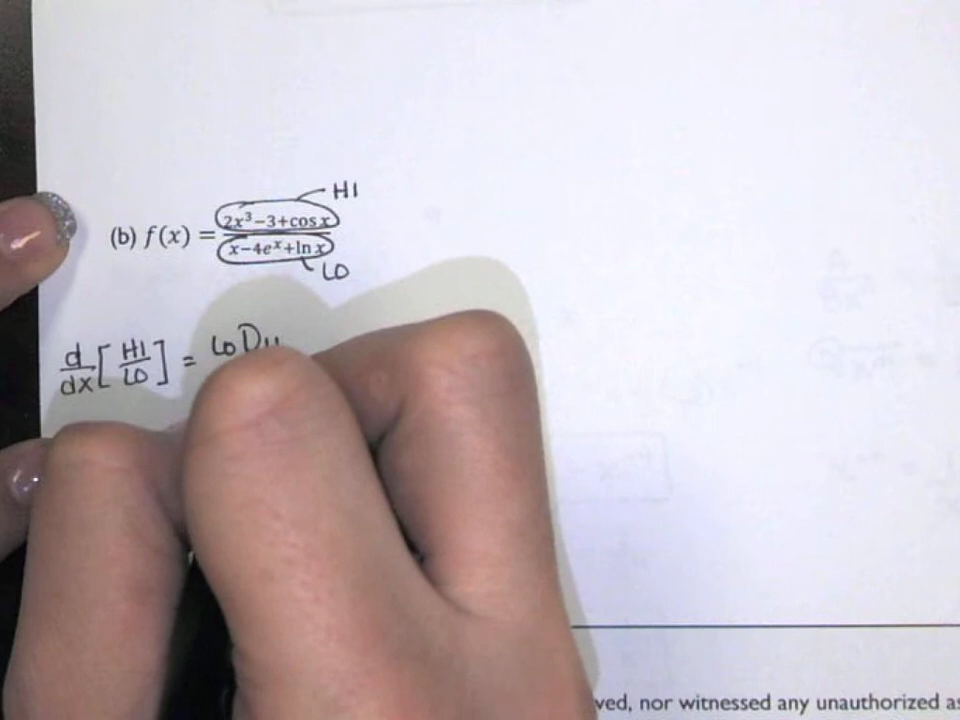 HI
(b) f(x) = 2x³−3+cos x / x−4eˣ+ln x
LO
d/dx [HI/LO] = LO D
ved, nor witnessed any unauthorized as